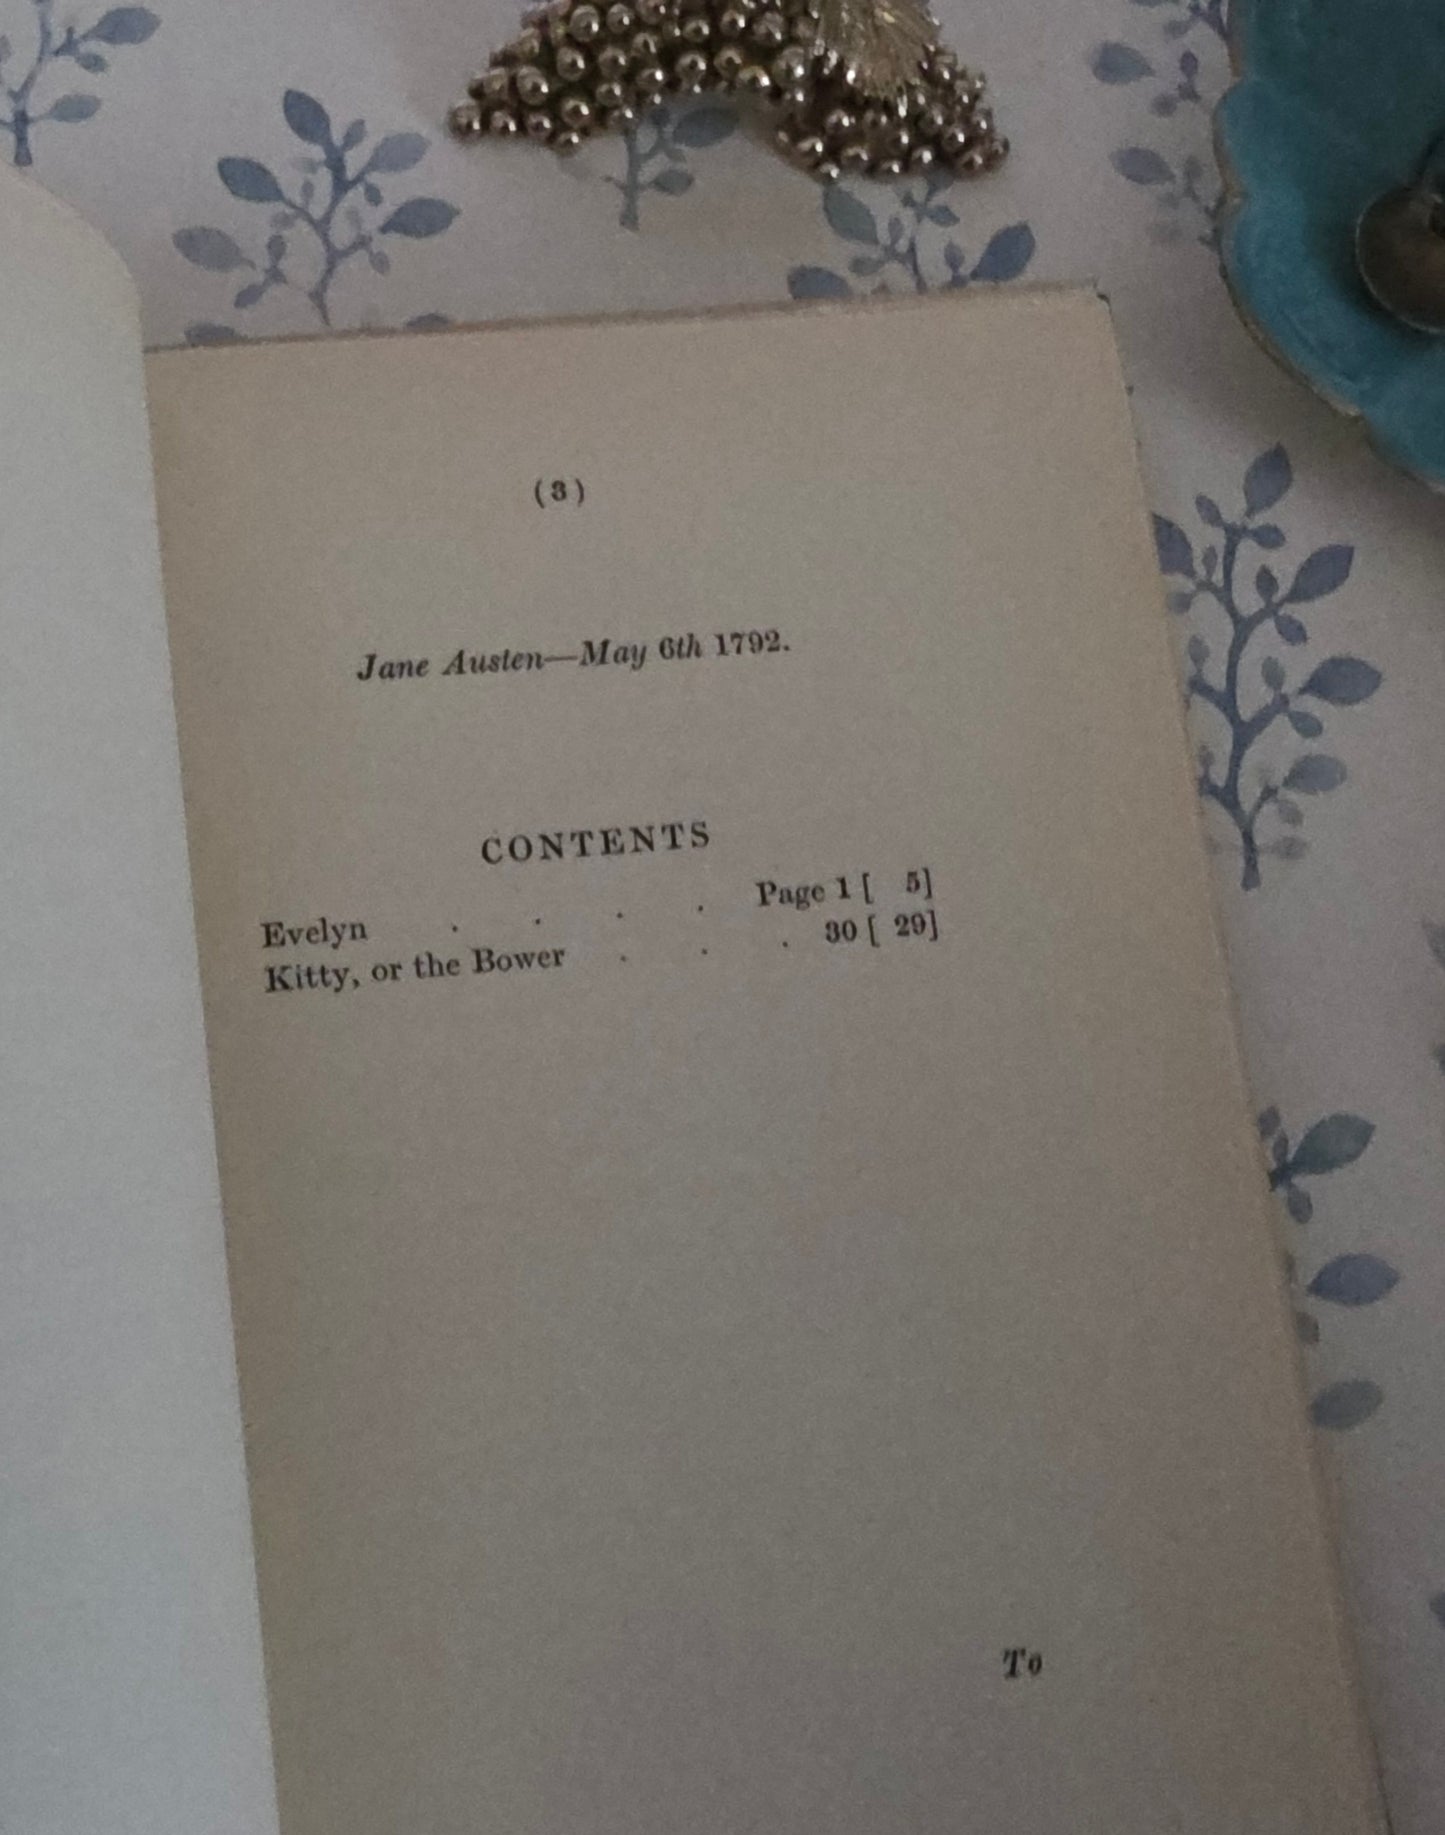 (3)
Jane Austen—May 6th 1792.
CONTENTS
Evelyn . . . . Page 1 [ 5]
Kitty, or the Bower . . . 30 [ 29]
To